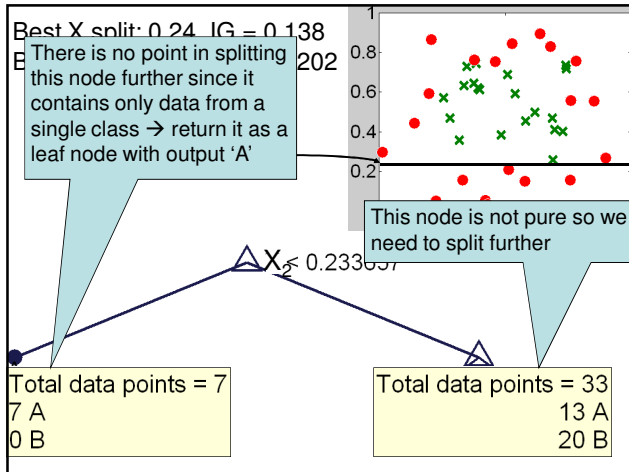 Best X split: 0.24, IG = 0.138
B
202
There is no point in splitting
this node further since it
contains only data from a
single class → return it as a
leaf node with output ‘A’
1
0.8
0.6
0.4
0.2
This node is not pure so we
need to split further
X2 < 0.233657
Total data points = 7
7 A
0 B
Total data points = 33
13 A
20 B